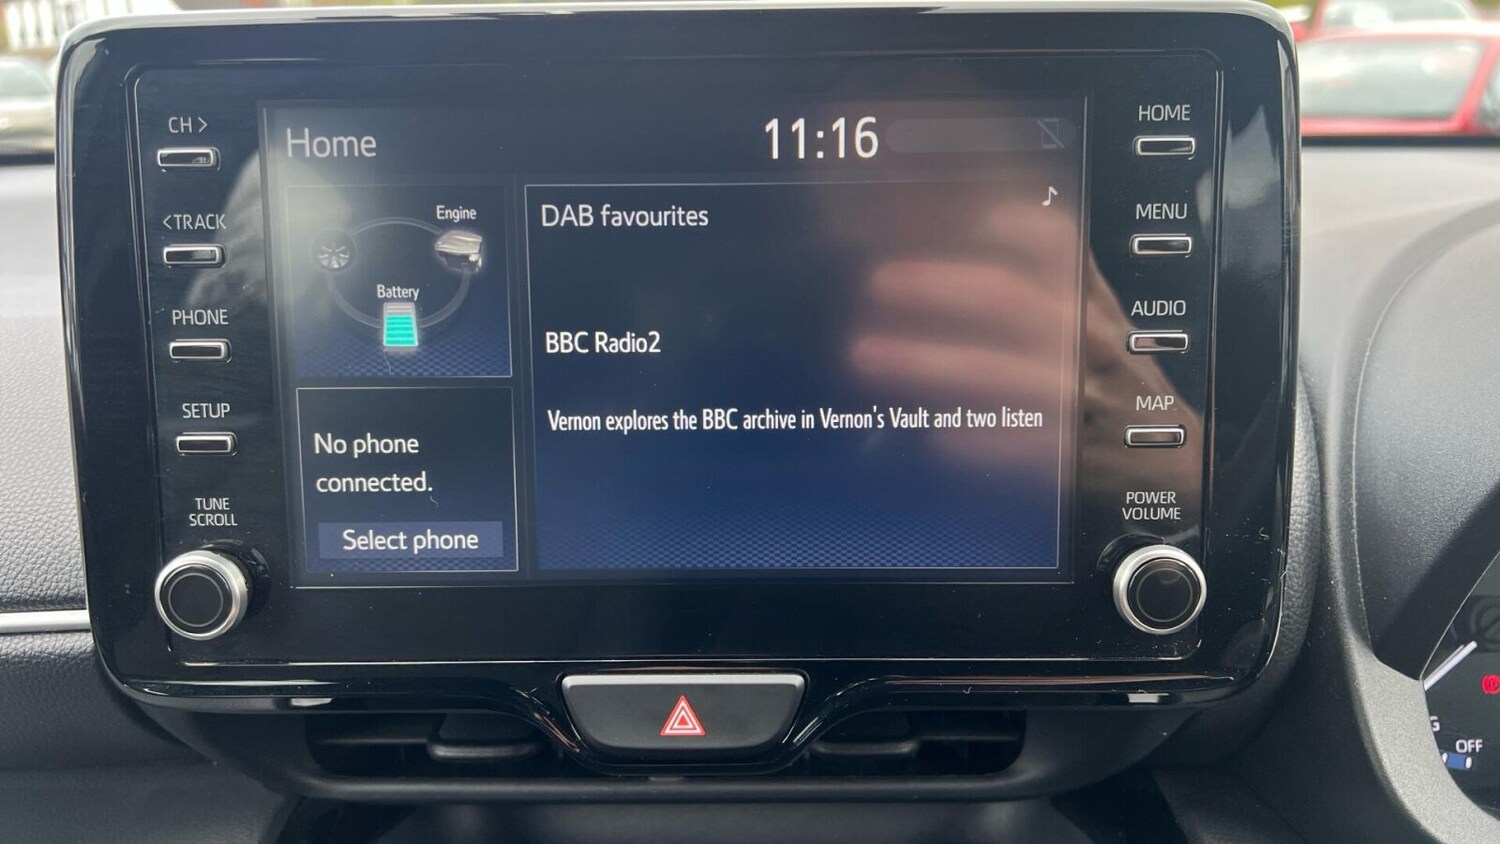 CH >
<TRACK
PHONE
SETUP
TUNE
SCROLL
Home
11:16
Engine
Battery
No phone
connected.
Select phone
DAB favourites
BBC Radio2
Vernon explores the BBC archive in Vernon's Vault and two listen
HOME
MENU
AUDIO
MAP
POWER
VOLUME
OFF